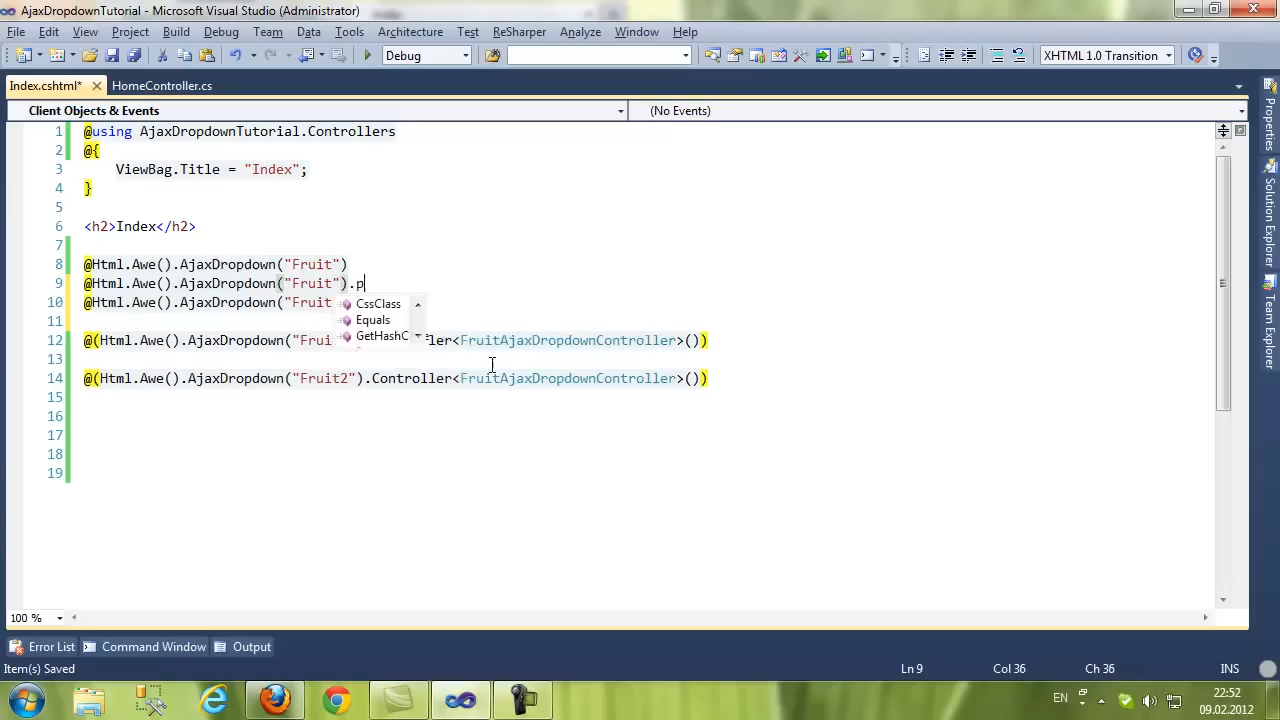 AjaxDropdownTutorial - Microsoft Visual Studio (Administrator)
File Edit View Project Build Debug Team Data Tools Architecture Test ReSharper Analyze Window Help
Debug XHTML 1.0 Transition
Index.cshtml* HomeController.cs
Client Objects & Events (No Events)
1 @using AjaxDropdownTutorial.Controllers
2 @{
3 ViewBag.Title = "Index";
4 }
5
6 <h2>Index</h2>
7
8 @Html.Awe().AjaxDropdown("Fruit")
9 @Html.Awe().AjaxDropdown("Fruit").p
10 @Html.Awe().AjaxDropdown("Fruit
CssClass
Equals
GetHashC
11
12 @(Html.Awe().AjaxDropdown("Frui ler<FruitAjaxDropdownController>())
13
14 @(Html.Awe().AjaxDropdown("Fruit2").Controller<FruitAjaxDropdownController>())
15
16
17
18
19
Properties
Solution Explorer
Team Explorer
100 %
Error List Command Window Output
Item(s) Saved Ln 9 Col 36 Ch 36 INS
EN 22:52
09.02.2012